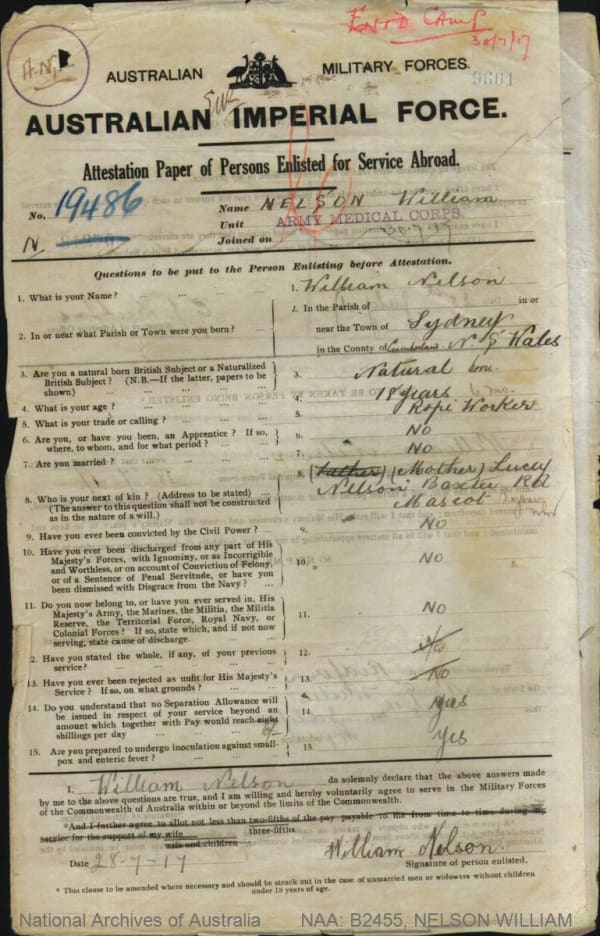 Ent'd Camp
30/7/17
AUSTRALIAN MILITARY FORCES.
9601
AUSTRALIAN IMPERIAL FORCE.
Attestation Paper of Persons Enlisted for Service Abroad.
No. 19486
Name NELSON William
Unit ARMY MEDICAL CORPS.
N
Joined on 30-7-17
Questions to be put to the Person Enlisting before Attestation.
1. What is your Name? ... 1. William Nelson
2. In or near what Parish or Town were you born? ... 2. In the Parish of in or
near the Town of Sydney
in the County of Cumberland N. S Wales
3. Are you a natural born British Subject or a Naturalized
British Subject? (N.B.—If the latter, papers to be
shown) ... 3. Natural born.
4. What is your age? ... 4. 18 years 6 ms.
5. What is your trade or calling? ... 5. Ropi Worker
6. Are you, or have you been, an Apprentice? If so,
where, to whom, and for what period? ... 6. NO
7. Are you married? ... 7. NO
8. Who is your next of kin? (Address to be stated) ...
(The answer to this question shall not be constructed
as in the nature of a will.)
8. (Father) (Mother) Lucy
Nelson Baxter Rd
Mascot Sydney
NSW
9. Have you ever been convicted by the Civil Power? ... 9. NO
10. Have you ever been discharged from any part of His
Majesty's Forces, with Ignominy, or as Incorrigible
and Worthless, or on account of Conviction of Felony,
or of a Sentence of Penal Servitude, or have you
been dismissed with Disgrace from the Navy? ... 10. NO
11. Do you now belong to, or have you ever served in, His
Majesty's Army, the Marines, the Militia, the Militia
Reserve, the Territorial Force, Royal Navy, or
Colonial Forces? If so, state which, and if not now
serving, state cause of discharge. ... 11. NO
2. Have you stated the whole, if any, of your previous
service? ... 12.
13. Have you ever been rejected as unfit for His Majesty's
Service? If so, on what grounds? ... 13. NO
14. Do you understand that no Separation Allowance will
be issued in respect of your service beyond an
amount which together with Pay would reach eight
shillings per day ... 14. yes
15. Are you prepared to undergo inoculation against small-
pox and enteric fever? ... 15 Yes
I, William Nelson do solemnly declare that the above answers made
by me to the above questions are true, and I am willing and hereby voluntarily agree to serve in the Military Forces
of the Commonwealth of Australia within or beyond the limits of the Commonwealth.
*And I further agree to allot not less than two-fifths of the pay payable to me from time to time during my
three-fifths
service for the support of my wife
wife and children
William Nelson.
Date 28-7-17 Signature of person enlisted.
* This clause to be amended where necessary and should be struck out in the case of unmarried men or widowers without children
under 18 years of age.
National Archives of Australia NAA: B2455, NELSON WILLIAM